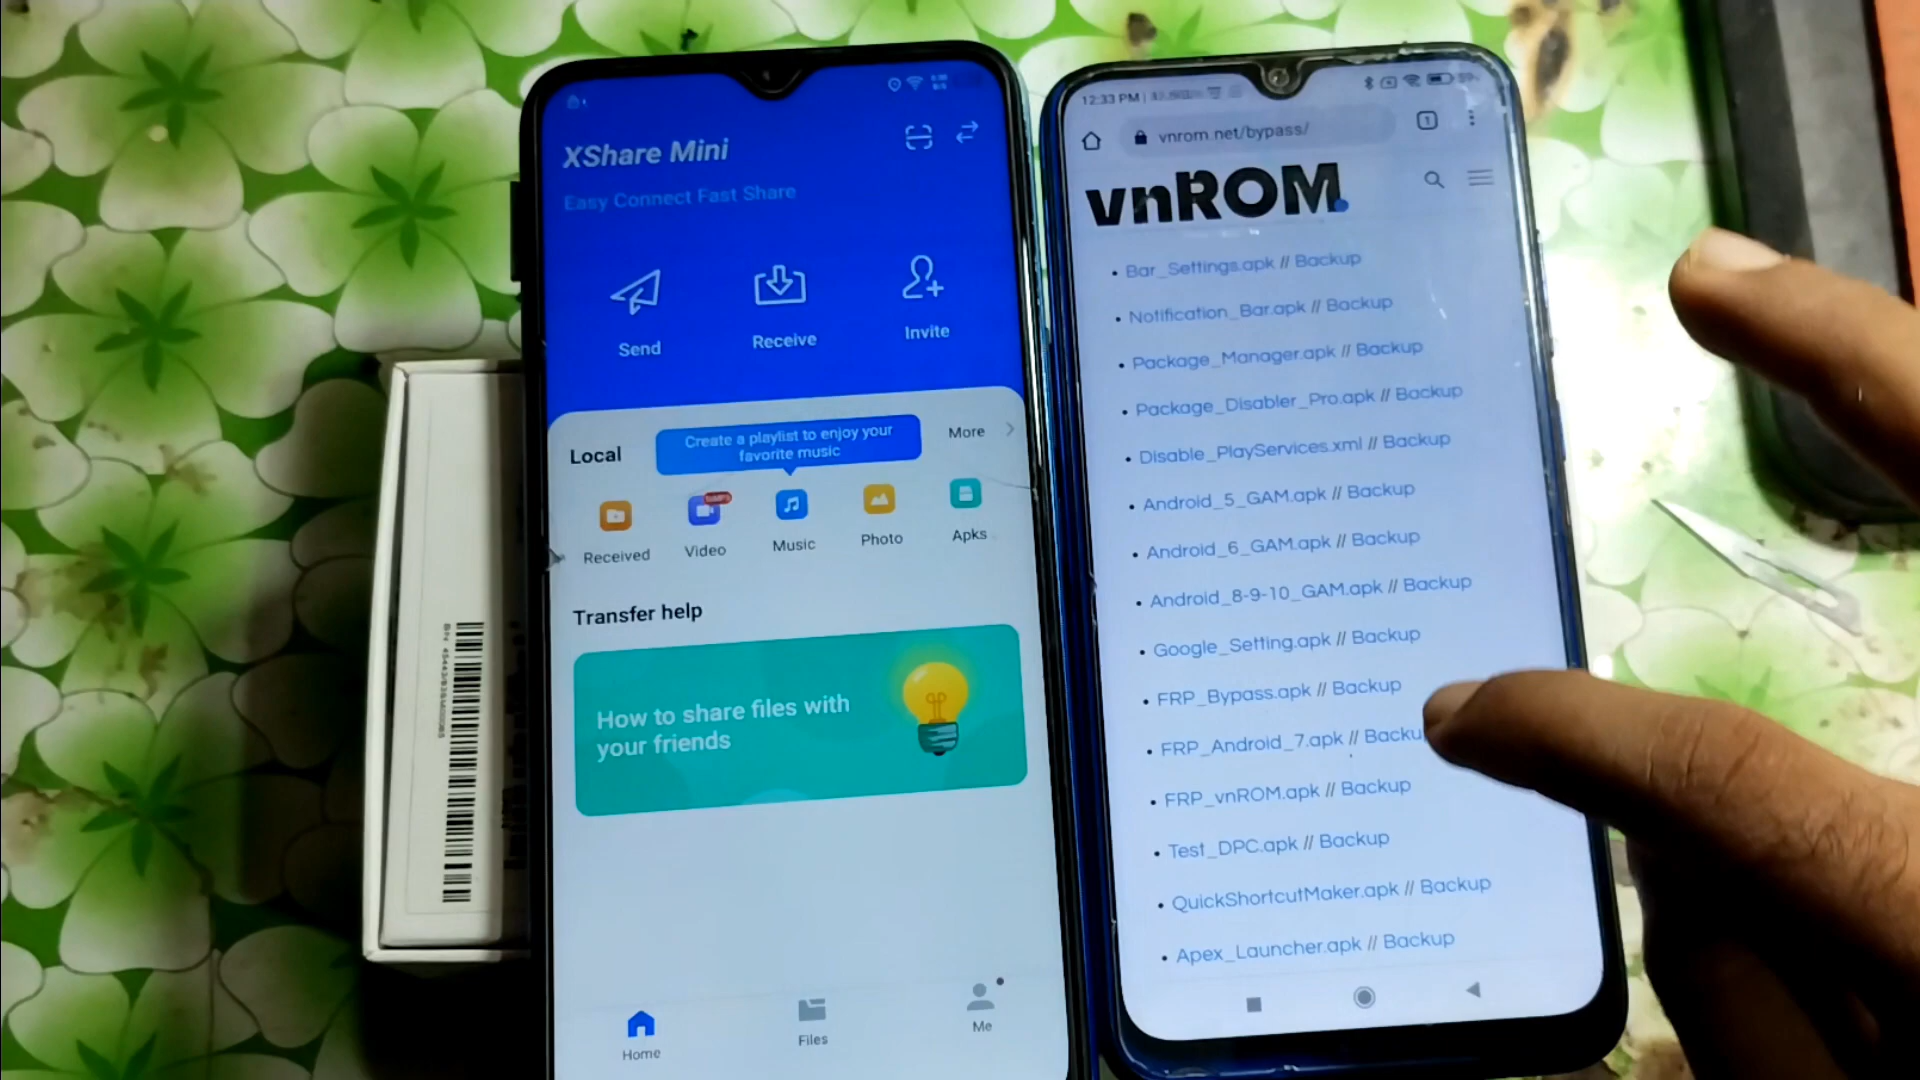 XShare Mini
Easy Connect Fast Share
Send
Receive
Invite
Local
Create a playlist to enjoy your
favorite music
More
Received
Video
Music
Photo
Apks
Transfer help
How to share files with
your friends
Home
Files
Me
12:33 PM
vnrom.net/bypass/
1
vnROM
Bar_Settings.apk // Backup
Notification_Bar.apk // Backup
Package_Manager.apk // Backup
Package_Disabler_Pro.apk // Backup
Disable_PlayServices.xml // Backup
Android_5_GAM.apk // Backup
Android_6_GAM.apk // Backup
Android_8-9-10_GAM.apk // Backup
Google_Setting.apk // Backup
FRP_Bypass.apk // Backup
FRP_Android_7.apk // Backu
FRP_vnROM.apk // Backup
Test_DPC.apk // Backup
QuickShortcutMaker.apk // Backup
Apex_Launcher.apk // Backup